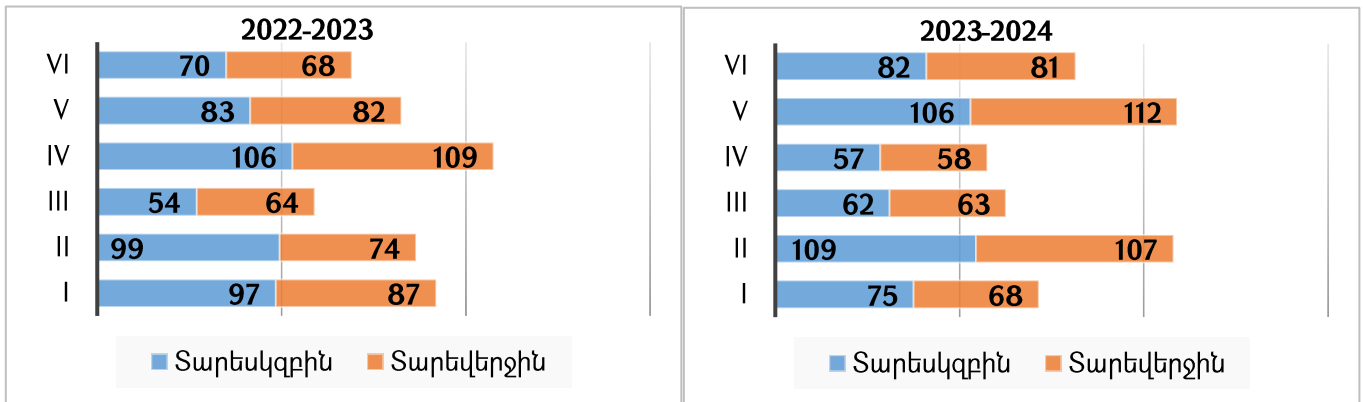 2022-2023
VI 70 68
V 83 82
IV 106 109
III 54 64
II 99 74
I 97 87
Տարեսկզբին Տարեվերջին
2023-2024
VI 82 81
V 106 112
IV 57 58
III 62 63
II 109 107
I 75 68
Տարեսկզբին Տարեվերջին